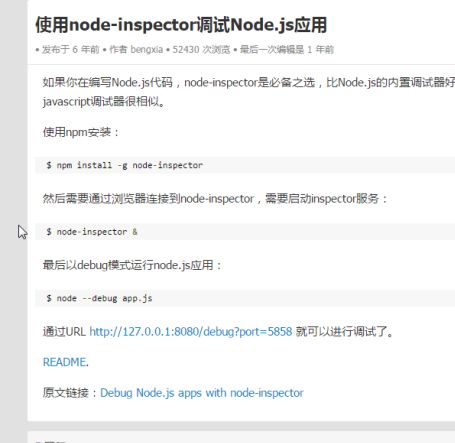 使用node-inspector调试Node.js应用
• 发布于 6 年前 • 作者 bengxia • 52430 次浏览 • 最后一次编辑是 1 年前
如果你在编写Node.js代码，node-inspector是必备之选，比Node.js的内置调试器好
javascript调试器很相似。
使用npm安装：
$ npm install -g node-inspector
然后需要通过浏览器连接到node-inspector，需要启动inspector服务：
$ node-inspector &
最后以debug模式运行node.js应用：
$ node --debug app.js
通过URL http://127.0.0.1:8080/debug?port=5858 就可以进行调试了。
README.
原文链接：Debug Node.js apps with node-inspector